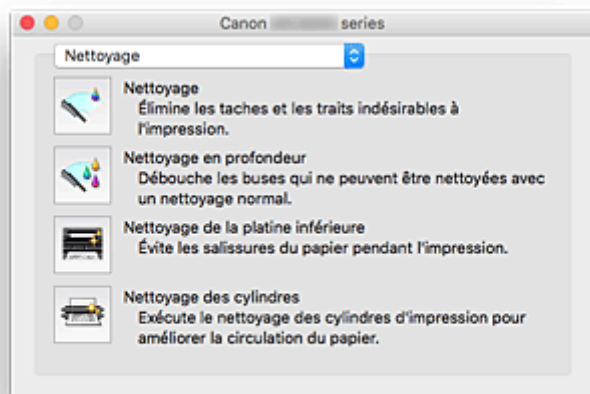 Canon series
Nettoyage
Nettoyage
Élimine les taches et les traits indésirables à
l'impression.
Nettoyage en profondeur
Débouche les buses qui ne peuvent être nettoyées avec
un nettoyage normal.
Nettoyage de la platine inférieure
Évite les salissures du papier pendant l'impression.
Nettoyage des cylindres
Exécute le nettoyage des cylindres d'impression pour
améliorer la circulation du papier.